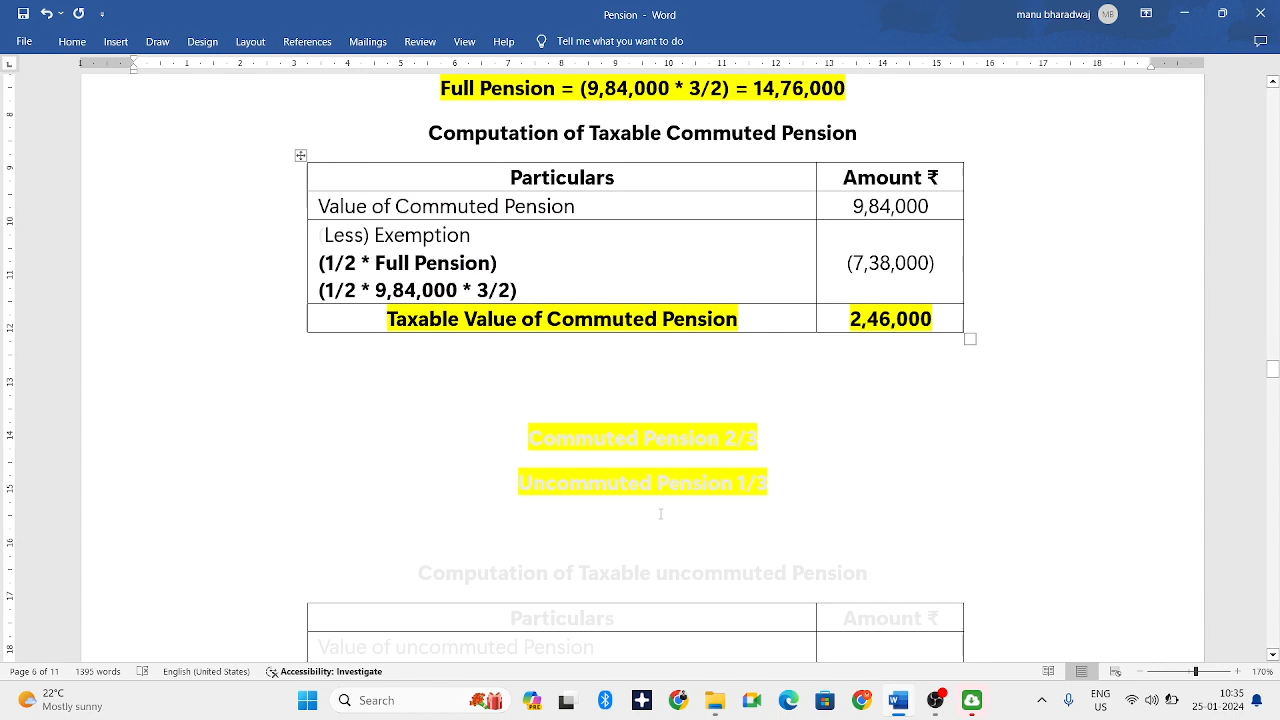 Pension - Word
manu bharadwaj
MB
File Home Insert Draw Design Layout References Mailings Review View Help Tell me what you want to do
Full Pension = (9,84,000 * 3/2) = 14,76,000
Computation of Taxable Commuted Pension
Particulars Amount ₹
Value of Commuted Pension 9,84,000
(Less) Exemption
(1/2 * Full Pension) (7,38,000)
(1/2 * 9,84,000 * 3/2)
Taxable Value of Commuted Pension 2,46,000
Commuted Pension 2/3
Uncommuted Pension 1/3
Computation of Taxable uncommuted Pension
Particulars Amount ₹
Value of uncommuted Pension
Page 6 of 11 1395 words English (United States) Accessibility: Investigate 170%
22°C
Mostly sunny
Search
ENG
US
10:35
25-01-2024